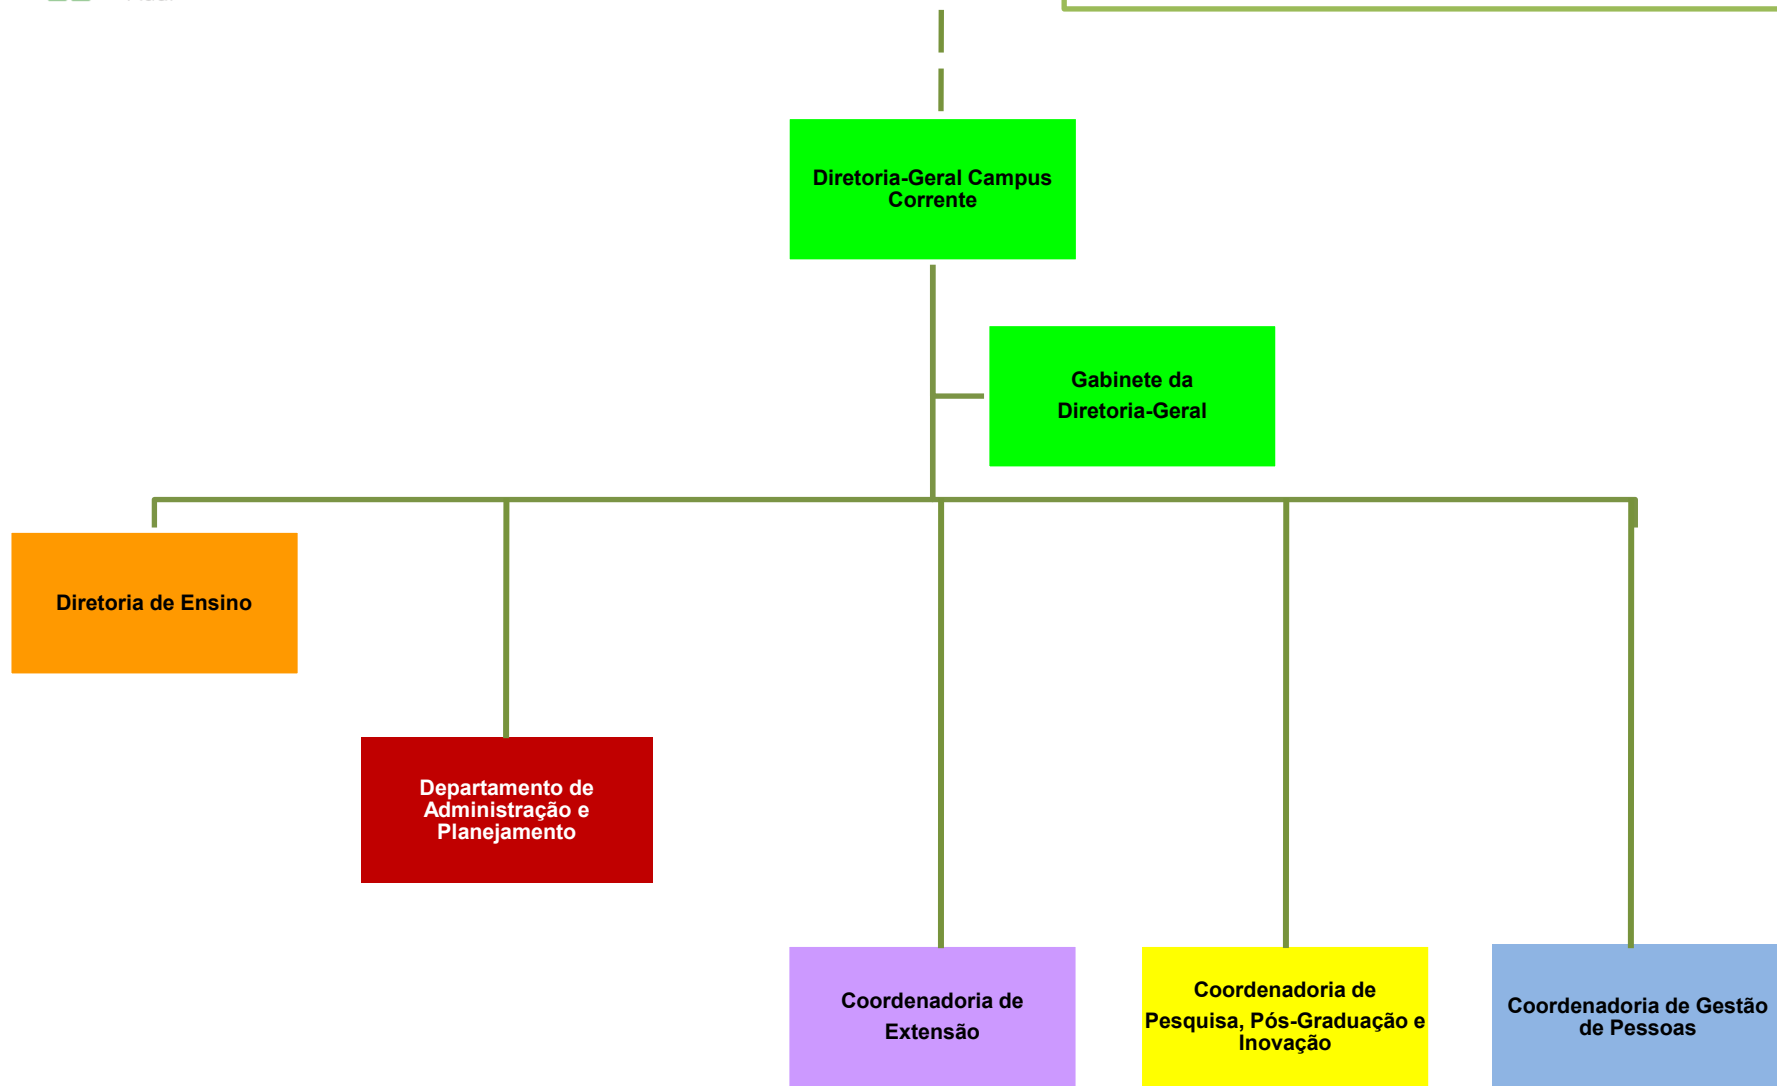 Diretoria-Geral Campus
Corrente
Gabinete da
Diretoria-Geral
Diretoria de Ensino
Departamento de
Administração e
Planejamento
Coordenadoria de
Extensão
Coordenadoria de
Pesquisa, Pós-Graduação e
Inovação
Coordenadoria de Gestão
de Pessoas